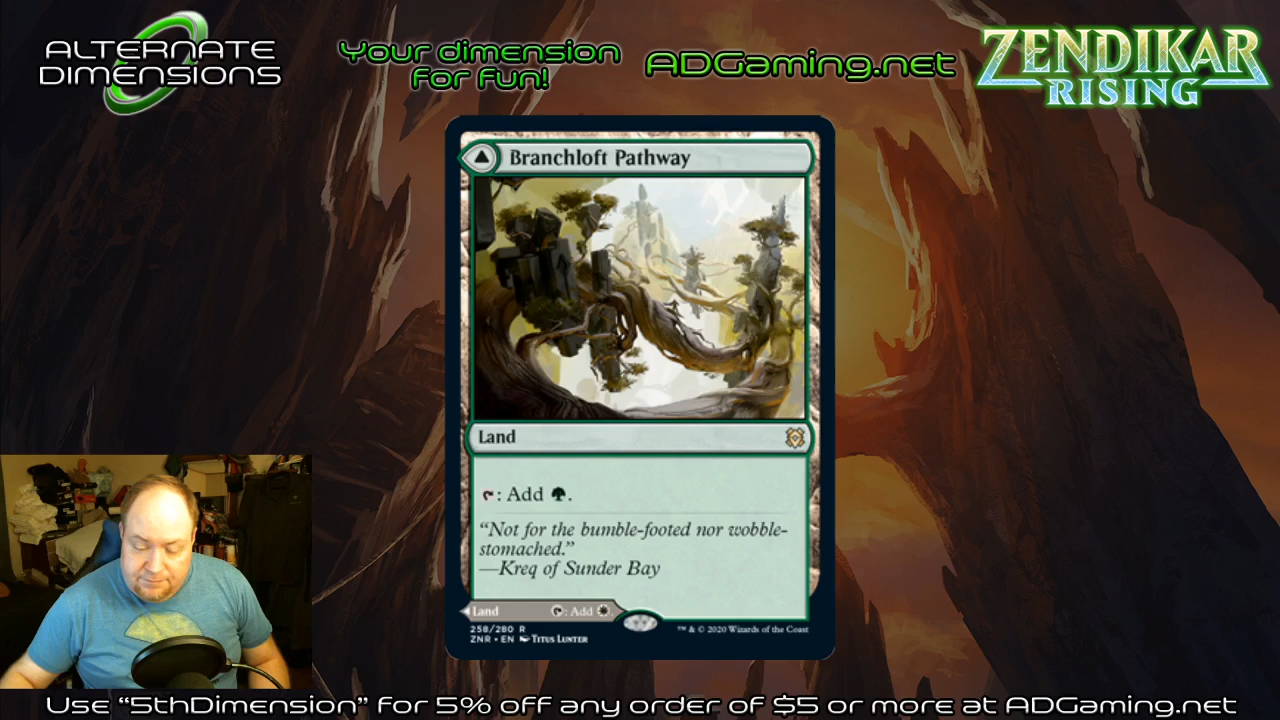 ALTERNATE
DIMENSIONS
Your dimension
for fun!
ADGaming.net
ZENDIKAR
RISING
Branchloft Pathway
Land
: Add .
“Not for the bumble-footed nor wobble-
stomached.”
—Kreq of Sunder Bay
Land : Add .
258/280 R
ZNR • EN Titus Lunter
™ & © 2020 Wizards of the Coast
Use “5thDimension” for 5% off any order of $5 or more at ADGaming.net